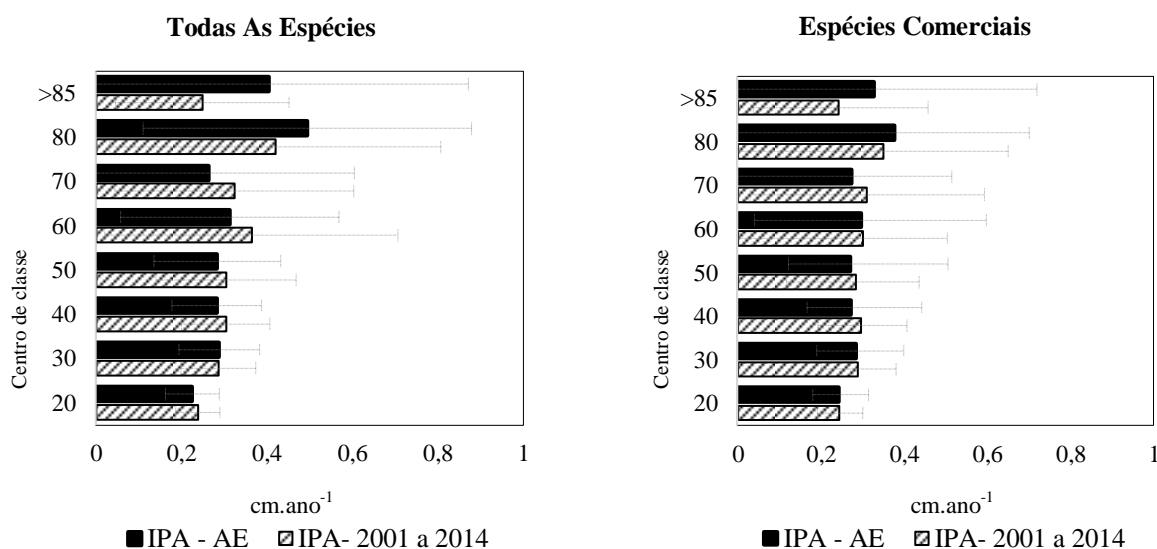 Todas As Espécies
Centro de classe
>85
80
70
60
50
40
30
20
0 0,2 0,4 0,6 0,8 1
cm.ano-1
IPA - AE IPA- 2001 a 2014
Espécies Comerciais
Centro de classe
>85
80
70
60
50
40
30
20
0 0,2 0,4 0,6 0,8 1
cm.ano-1
IPA - AE IPA- 2001 a 2014